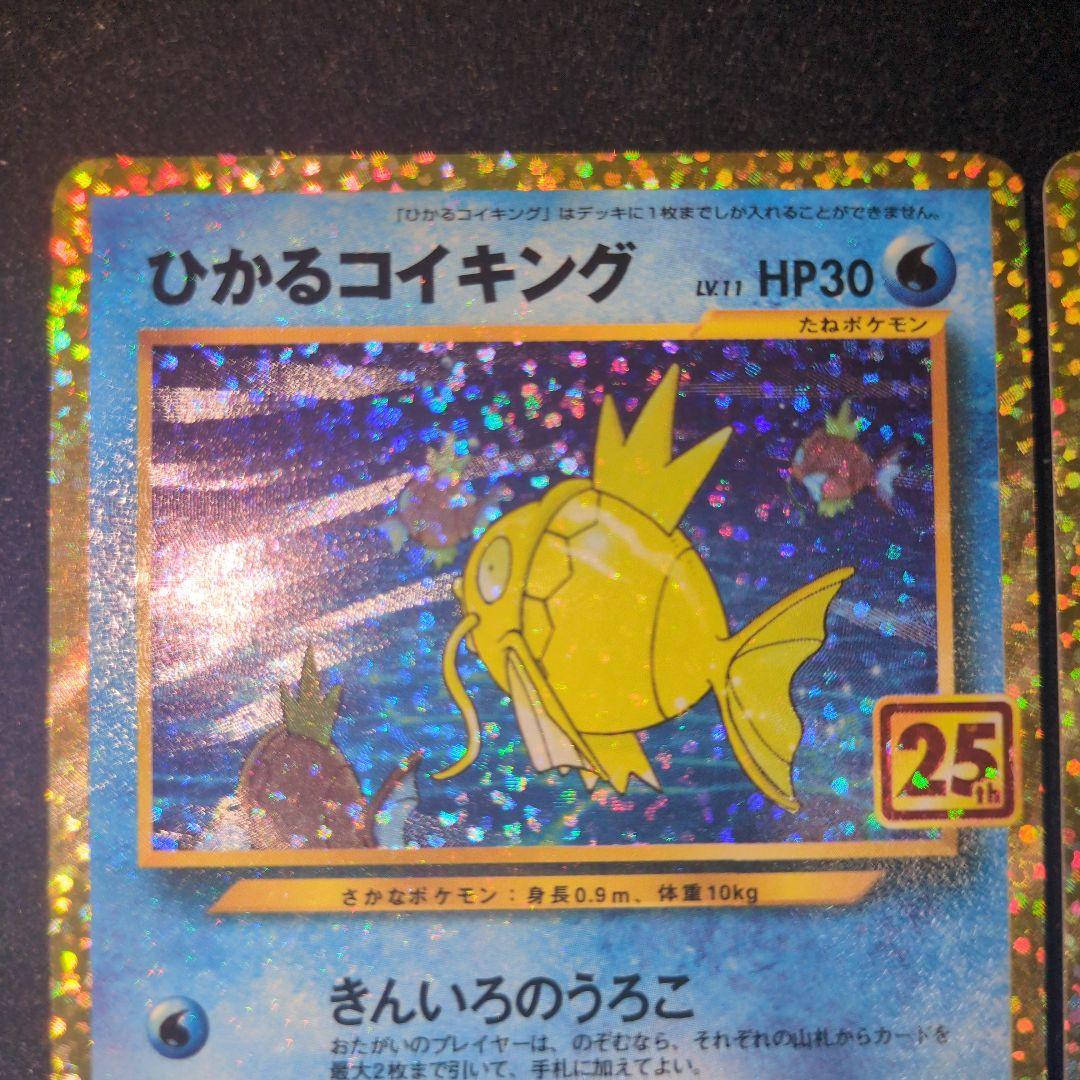 「ひかるコイキング」はデッキに1枚までしか入れることができません。
ひかるコイキング LV.11 HP30
たねポケモン
25th
さかなポケモン：身長0.9m、体重10kg
きんいろのうろこ
おたがいのプレイヤーは、のぞむなら、それぞれの山札からカードを
最大2枚まで引いて、手札に加えてよい。